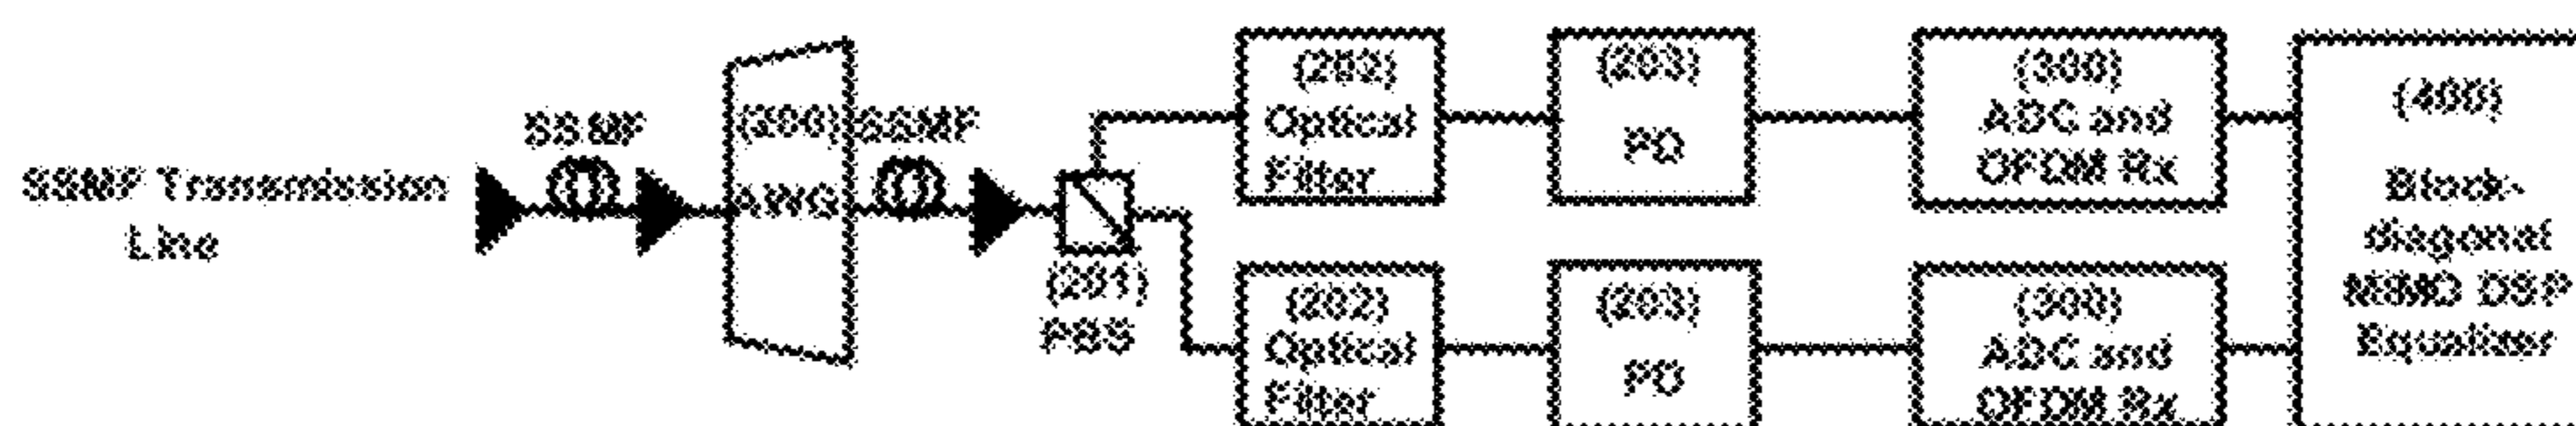 SSMF Transmission
Line
SSMF
(200)
AWG
SSMF
(201)
PBS
(202)
Optical
Filter
(203)
PD
(300)
ADC and
OFDM Rx
(202)
Optical
Filter
(203)
PD
(300)
ADC and
OFDM Rx
(400)
Block-
diagonal
MIMO DSP
Equalizer